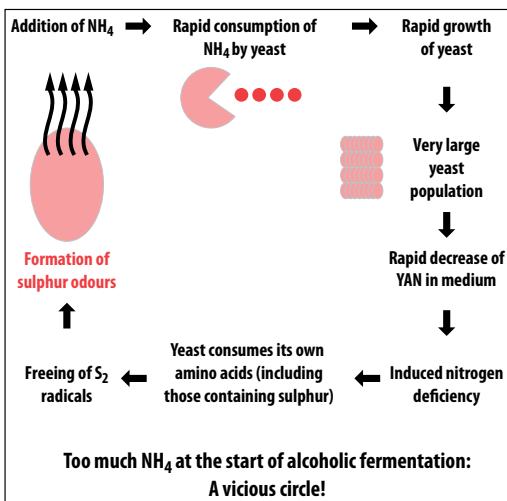 Addition of NH₄
Rapid consumption of
NH₄ by yeast
Rapid growth
of yeast
Very large
yeast
population
Rapid decrease of
YAN in medium
Induced nitrogen
deficiency
Yeast consumes its own
amino acids (including
those containing sulphur)
Freeing of S₂
radicals
Formation of
sulphur odours
Too much NH₄ at the start of alcoholic fermentation:
A vicious circle!